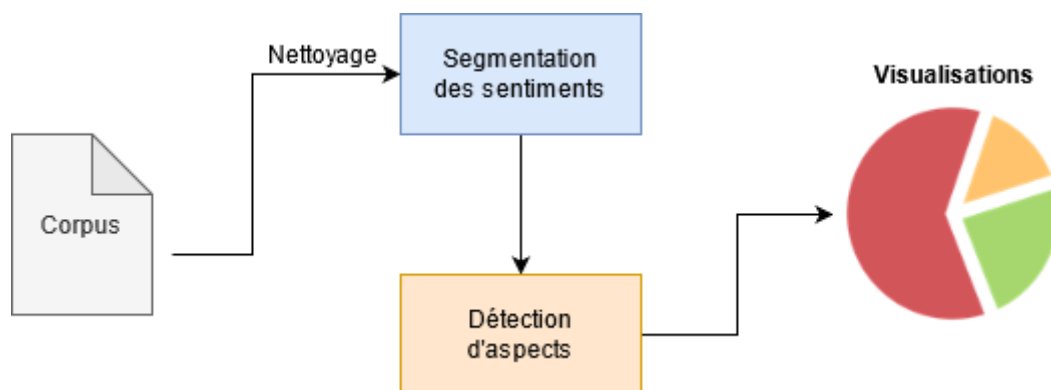 Corpus
Nettoyage
Segmentation
des sentiments
Détection
d'aspects
Visualisations